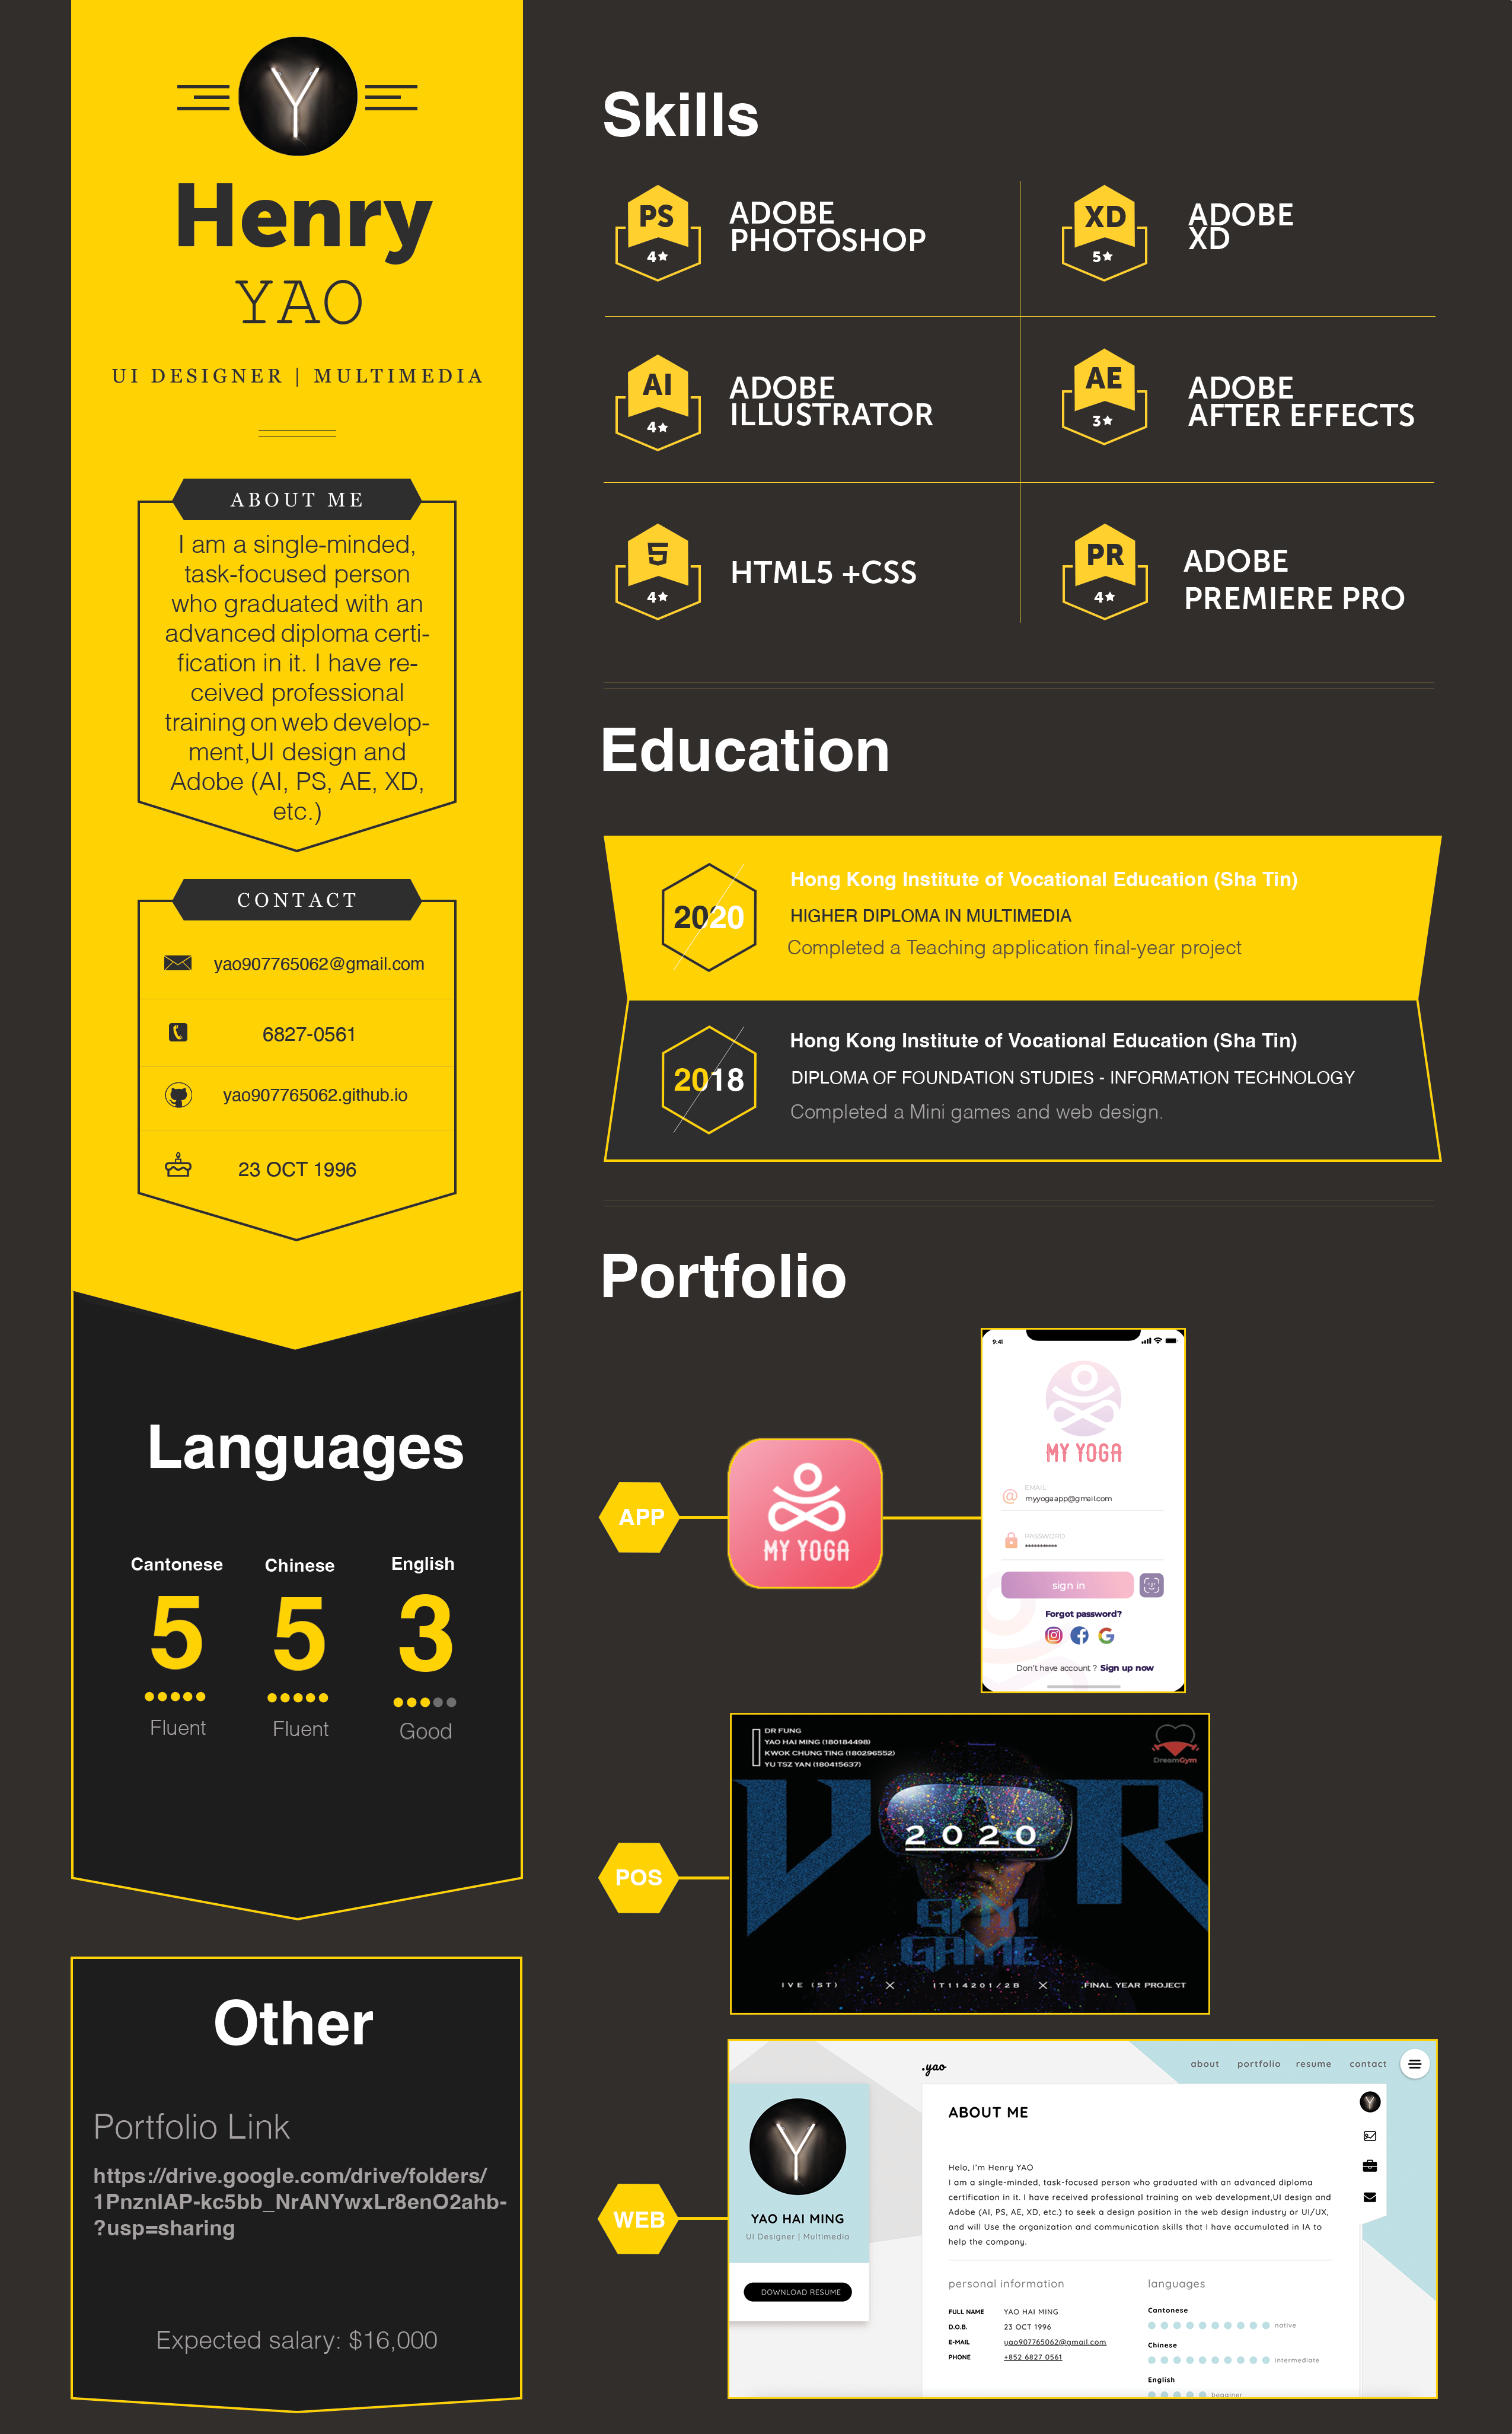 Y
Henry
YAO
UI DESIGNER | MULTIMEDIA
ABOUT ME
I am a single-minded,
task-focused person
who graduated with an
advanced diploma certi-
fication in it. I have re-
ceived professional
training on web develop-
ment,UI design and
Adobe (AI, PS, AE, XD,
etc.)
CONTACT
yao907765062@gmail.com
6827-0561
yao907765062.github.io
23 OCT 1996
Languages
Cantonese
5
Fluent
Chinese
5
Fluent
English
3
Good
Other
Portfolio Link
https://drive.google.com/drive/folders/
1PnznIAP-kc5bb_NrANYwxLr8enO2ahb-
?usp=sharing
Expected salary: $16,000
Skills
PS
4★
ADOBE
PHOTOSHOP
XD
5★
ADOBE
XD
AI
4★
ADOBE
ILLUSTRATOR
AE
3★
ADOBE
AFTER EFFECTS
5
4★
HTML5 +CSS
PR
4★
ADOBE
PREMIERE PRO
Education
2020
Hong Kong Institute of Vocational Education (Sha Tin)
HIGHER DIPLOMA IN MULTIMEDIA
Completed a Teaching application final-year project
2018
Hong Kong Institute of Vocational Education (Sha Tin)
DIPLOMA OF FOUNDATION STUDIES - INFORMATION TECHNOLOGY
Completed a Mini games and web design.
Portfolio
APP
MY YOGA
9:41
MY YOGA
@
EMAIL
myyogaapp@gmail.com
PASSWORD
***********
sign in
Forgot password?
Don't have account ? Sign up now
POS
DR FUNG
YAO HAI MING (180184498)
KWOK CHUNG TING (180296552)
YU TSZ YAN (180415637)
DreamGym
V R
2020
GYM
GAME
IVE (ST) X IT114201/2B X FINAL YEAR PROJECT
WEB
.yao
about portfolio resume contact
Y
YAO HAI MING
UI Designer | Multimedia
DOWNLOAD RESUME
ABOUT ME
Helo, I'm Henry YAO
I am a single-minded, task-focused person who graduated with an advanced diploma
certification in it. I have received professional training on web development,UI design and
Adobe (AI, PS, AE, XD, etc.) to seek a design position in the web design industry or UI/UX,
and will Use the organization and communication skills that I have accumulated in IA to
help the company.
personal information
FULL NAME YAO HAI MING
D.O.B. 23 OCT 1996
E-MAIL yao907765062@gmail.com
PHONE +852 6827 0561
languages
Cantonese
native
Chinese
intermediate
English
beginer
Y